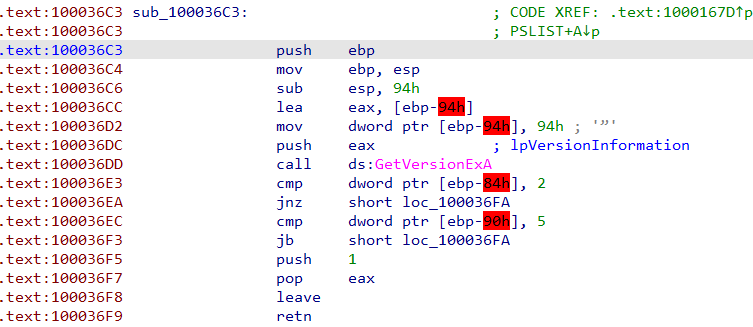 .text:100036C3 sub_100036C3: ; CODE XREF: .text:1000167D↑p
.text:100036C3 ; PSLIST+A↓p
.text:100036C3 push ebp
.text:100036C4 mov ebp, esp
.text:100036C6 sub esp, 94h
.text:100036CC lea eax, [ebp-94h]
.text:100036D2 mov dword ptr [ebp-94h], 94h ; '”'
.text:100036DC push eax ; lpVersionInformation
.text:100036DD call ds:GetVersionExA
.text:100036E3 cmp dword ptr [ebp-84h], 2
.text:100036EA jnz short loc_100036FA
.text:100036EC cmp dword ptr [ebp-90h], 5
.text:100036F3 jb short loc_100036FA
.text:100036F5 push 1
.text:100036F7 pop eax
.text:100036F8 leave
.text:100036F9 retn